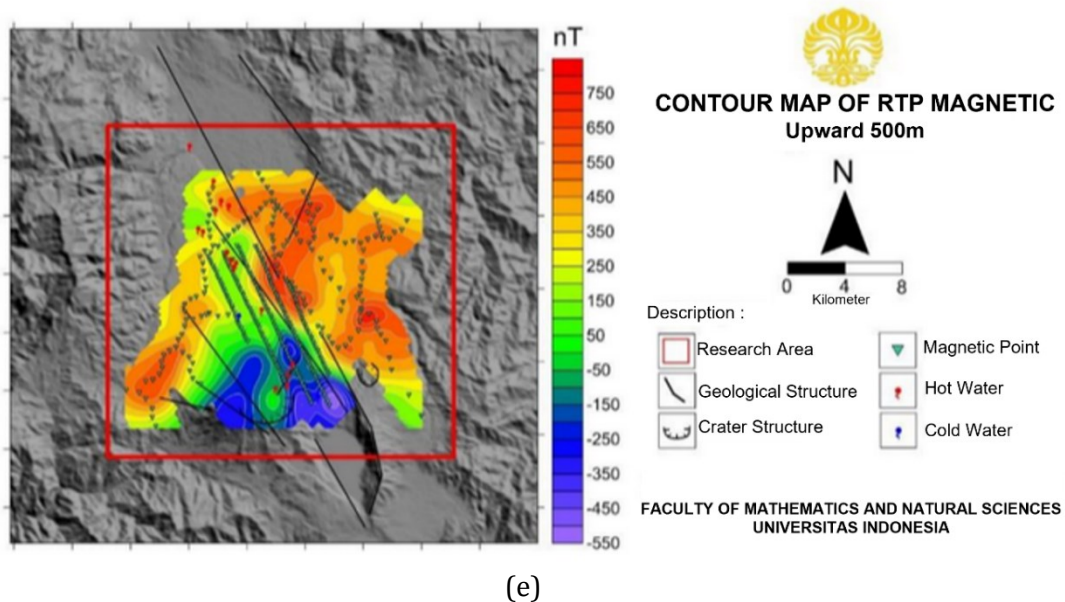 nT
750
650
550
450
350
250
150
50
-50
-150
-250
-350
-450
-550
CONTOUR MAP OF RTP MAGNETIC
Upward 500m
N
0 4 8
Kilometer
Description :
Research Area
Magnetic Point
Geological Structure
Hot Water
Crater Structure
Cold Water
FACULTY OF MATHEMATICS AND NATURAL SCIENCES
UNIVERSITAS INDONESIA
(e)